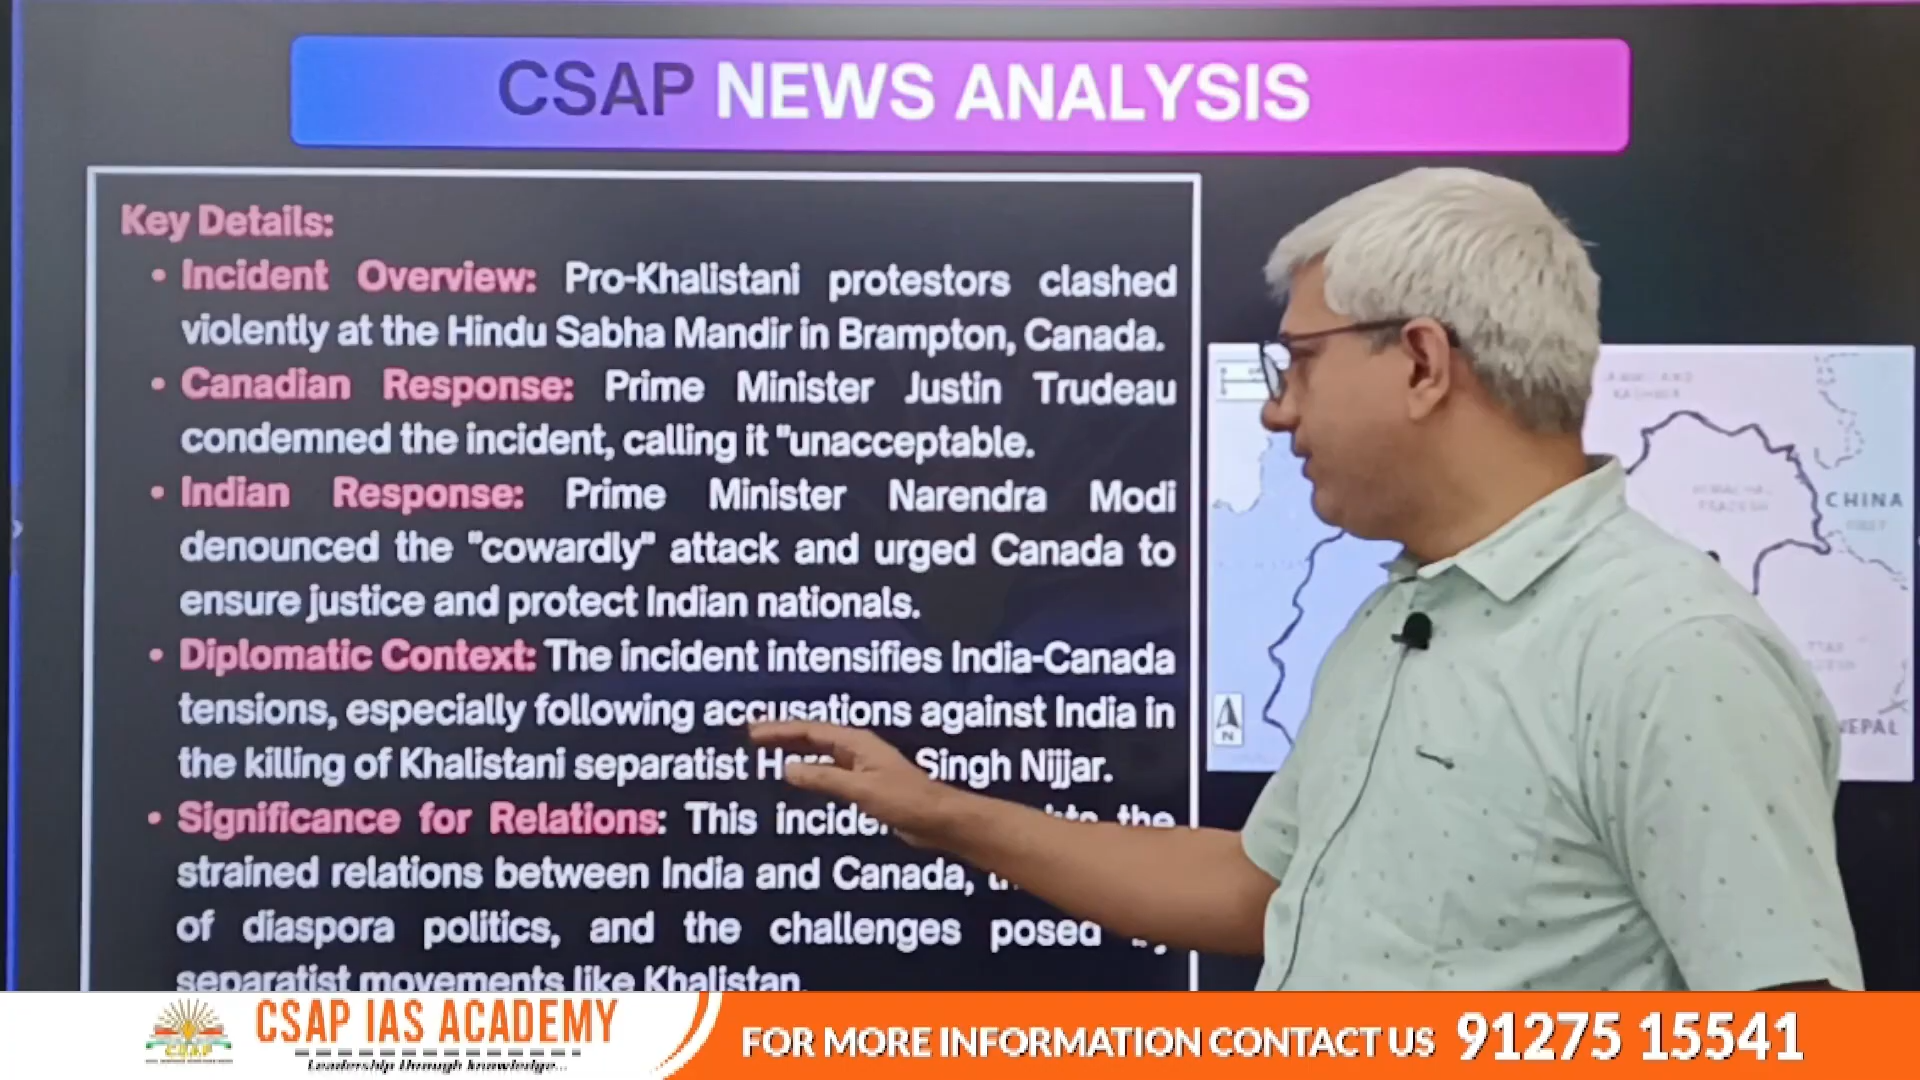 CSAP NEWS ANALYSIS
Key Details:
• Incident Overview: Pro-Khalistani protestors clashed
violently at the Hindu Sabha Mandir in Brampton, Canada.
• Canadian Response: Prime Minister Justin Trudeau
condemned the incident, calling it "unacceptable.
• Indian Response: Prime Minister Narendra Modi
denounced the "cowardly" attack and urged Canada to
ensure justice and protect Indian nationals.
• Diplomatic Context: The incident intensifies India-Canada
tensions, especially following accusations against India in
the killing of Khalistani separatist Singh Nijjar.
• Significance for Relations: This the
strained relations between India and Canada,
of diaspora politics, and the challenges posed
separatist movements like Khalistan.
CHINA
NEPAL
N
CSAP IAS ACADEMY
Leadership through knowledge...
FOR MORE INFORMATION CONTACT US 91275 15541